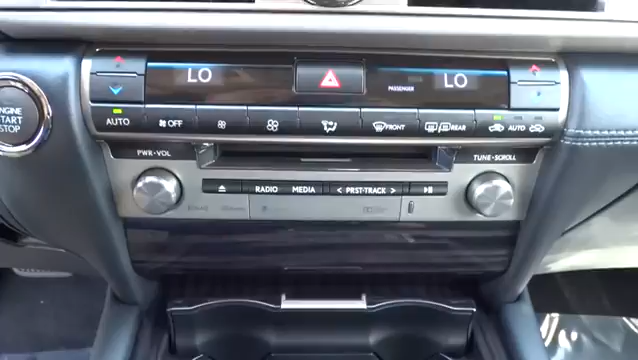 LO
PASSENGER
LO
ENGINE
START
STOP
AUTO
OFF
FRONT
REAR
AUTO
PWR•VOL
TUNE•SCROLL
RADIO
MEDIA
< PRST•TRACK >